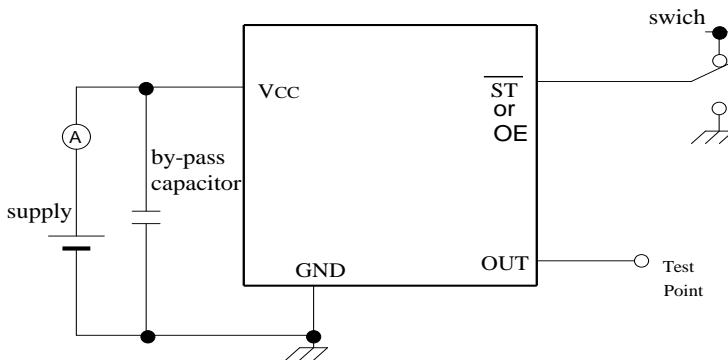 swich
VCC
ST
or
OE
A
by-pass
capacitor
supply
GND
OUT
Test
Point